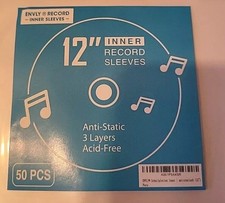 ENVLY RECORD
INNER SLEEVES
12"
INNER
RECORD
SLEEVES
Anti-Static
3 Layers
Acid-Free
50 PCS